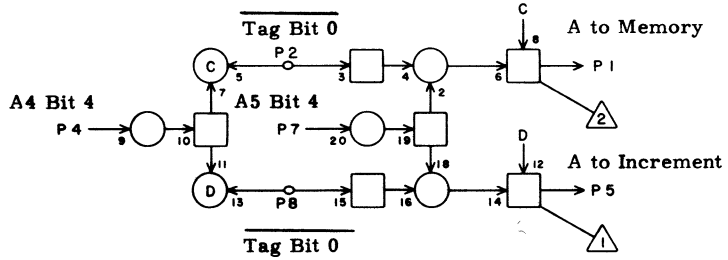 C
Tag Bit 0
A to Memory
P2
8
C
5
3
4
6
P1
7
2
A4 Bit 4
A5 Bit 4
2
P4
P7
9
10
20
19
D
11
18
12
A to Increment
D
13
P8
15
16
14
P5
Tag Bit 0
1